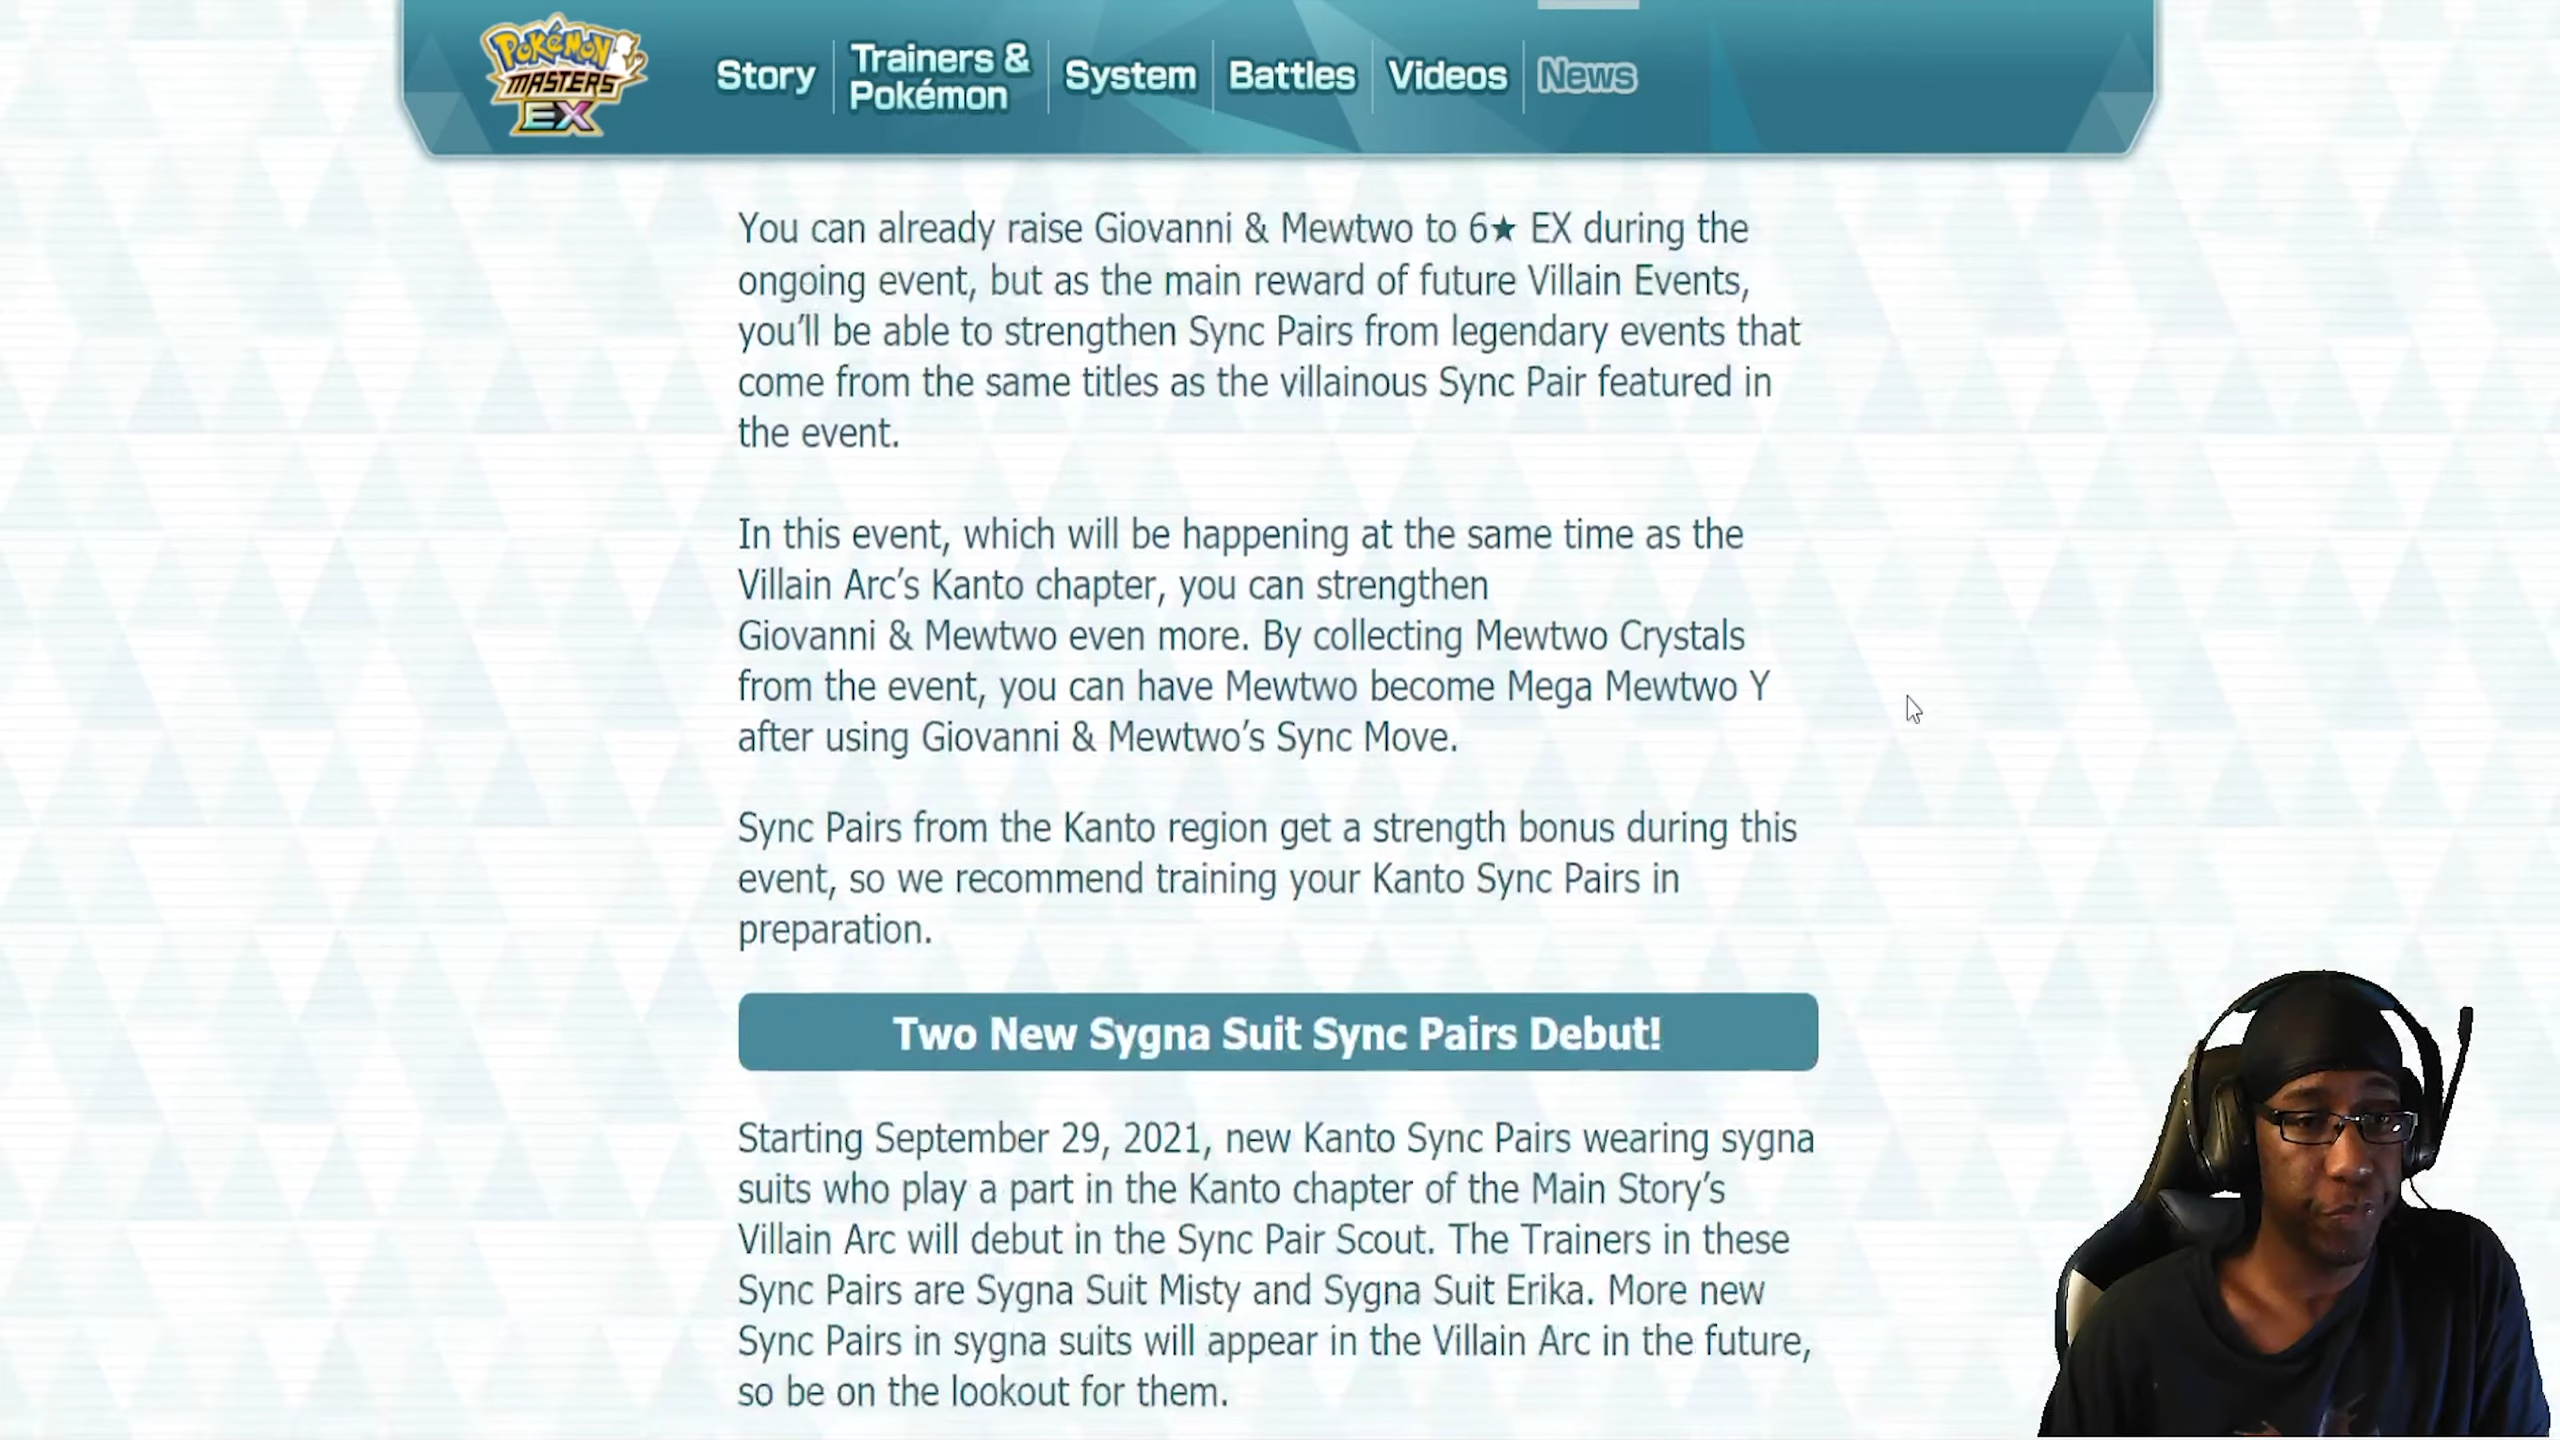 Pokémon
MASTERS
EX
Story
Trainers &
Pokémon
System
Battles
Videos
News
You can already raise Giovanni & Mewtwo to 6★ EX during the
ongoing event, but as the main reward of future Villain Events,
you'll be able to strengthen Sync Pairs from legendary events that
come from the same titles as the villainous Sync Pair featured in
the event.
In this event, which will be happening at the same time as the
Villain Arc's Kanto chapter, you can strengthen
Giovanni & Mewtwo even more. By collecting Mewtwo Crystals
from the event, you can have Mewtwo become Mega Mewtwo Y
after using Giovanni & Mewtwo's Sync Move.
Sync Pairs from the Kanto region get a strength bonus during this
event, so we recommend training your Kanto Sync Pairs in
preparation.
Two New Sygna Suit Sync Pairs Debut!
Starting September 29, 2021, new Kanto Sync Pairs wearing sygna
suits who play a part in the Kanto chapter of the Main Story's
Villain Arc will debut in the Sync Pair Scout. The Trainers in these
Sync Pairs are Sygna Suit Misty and Sygna Suit Erika. More new
Sync Pairs in sygna suits will appear in the Villain Arc in the future,
so be on the lookout for them.